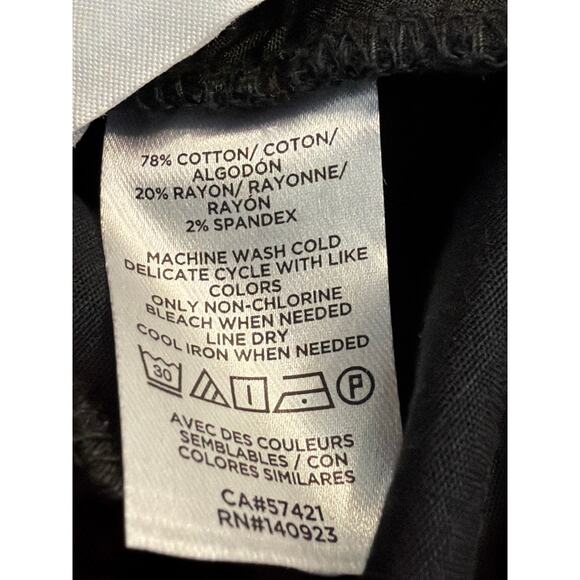 78% COTTON/ COTON/
ALGODÓN
20% RAYON/ RAYONNE/
RAYÓN
2% SPANDEX
MACHINE WASH COLD
DELICATE CYCLE WITH LIKE
COLORS
ONLY NON-CHLORINE
BLEACH WHEN NEEDED
LINE DRY
COOL IRON WHEN NEEDED
30 P
AVEC DES COULEURS
SEMBLABLES / CON
COLORES SIMILARES
CA#57421
RN#140923